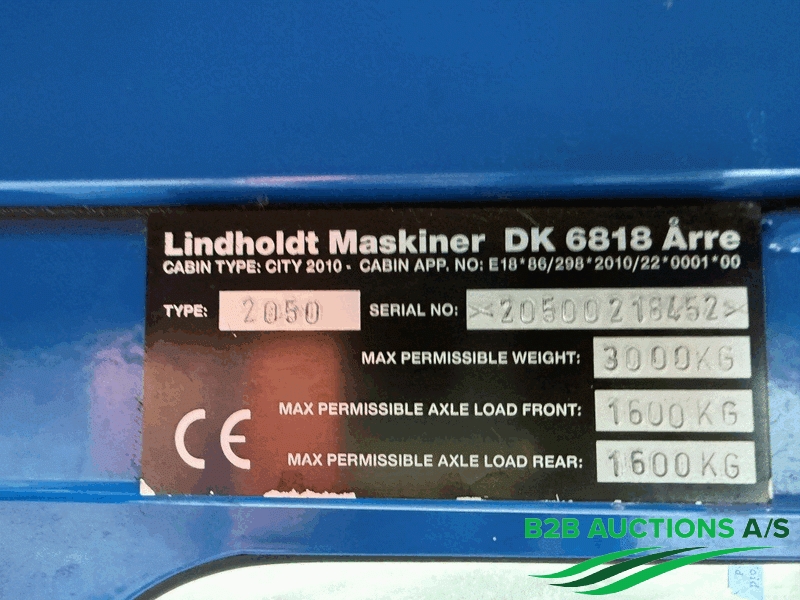 Lindholdt Maskiner DK 6818 Årre
CABIN TYPE: CITY 2010 - CABIN APP. NO: E18*86/298*2010/22*0001*00
TYPE: 2050 SERIAL NO: ><20500218452><
MAX PERMISSIBLE WEIGHT: 3000KG
MAX PERMISSIBLE AXLE LOAD FRONT: 1600KG
CE
MAX PERMISSIBLE AXLE LOAD REAR: 1600KG
B2B AUCTIONS A/S